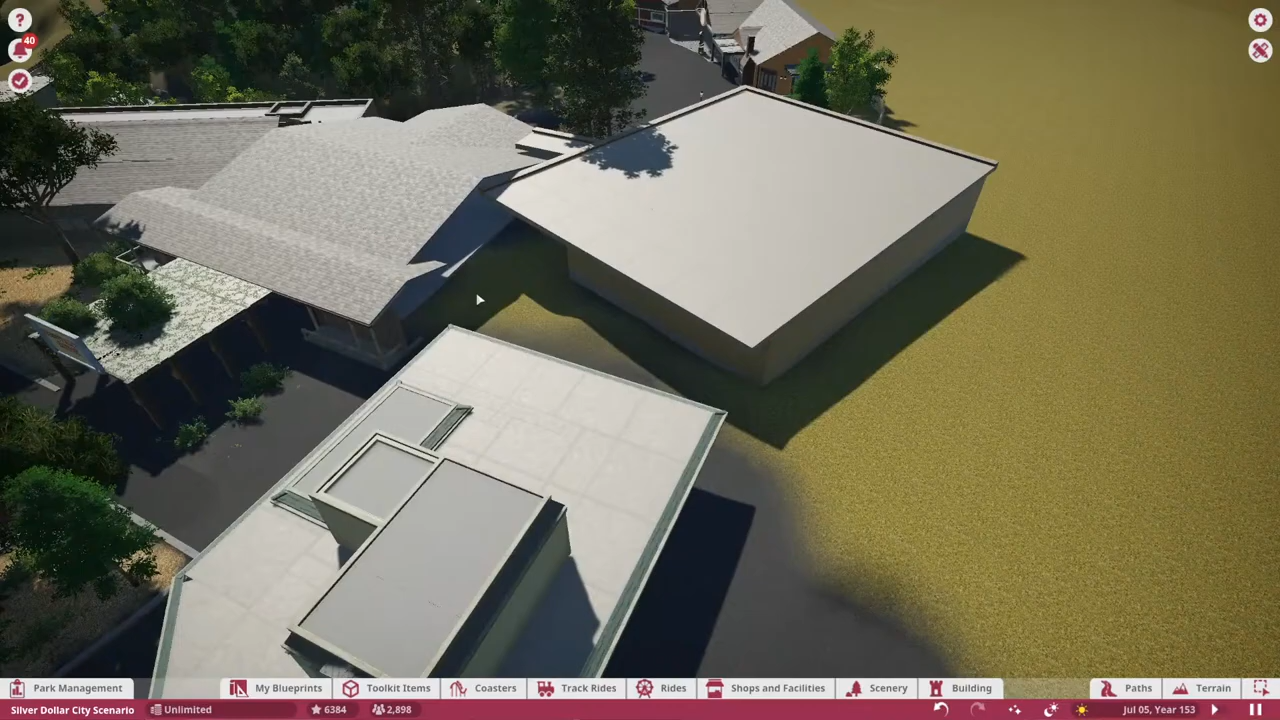 ?
40
Park Management
My Blueprints
Toolkit Items
Coasters
Track Rides
Rides
Shops and Facilities
Scenery
Building
Paths
Terrain
Silver Dollar City Scenario
Unlimited
6384
2,898
Jul 05, Year 153